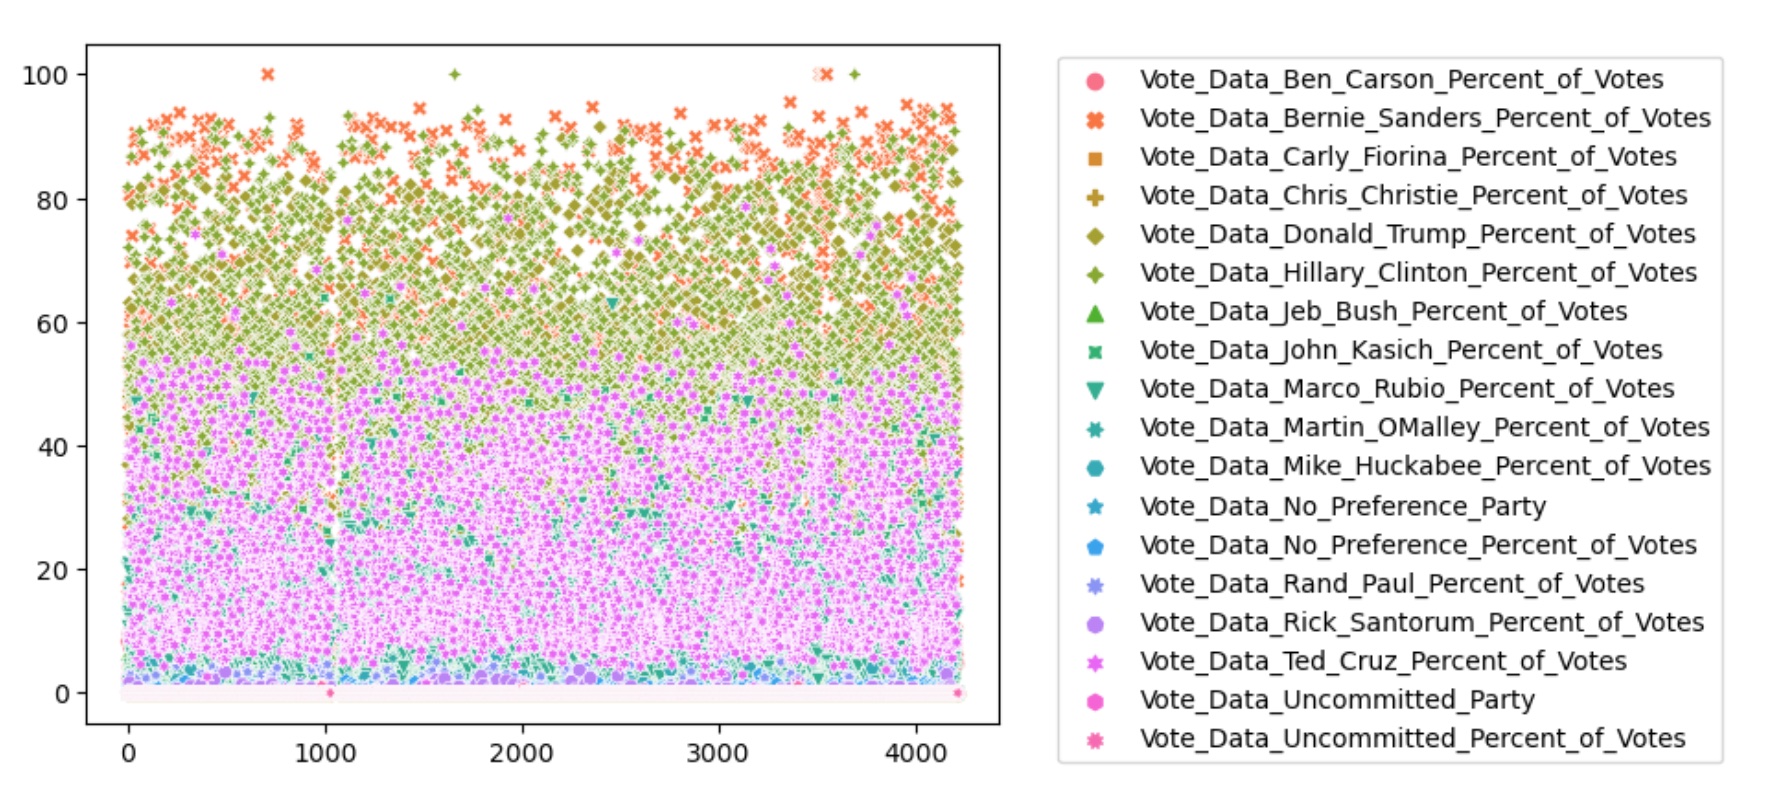 100
80
60
40
20
0
0 1000 2000 3000 4000
Vote_Data_Ben_Carson_Percent_of_Votes
Vote_Data_Bernie_Sanders_Percent_of_Votes
Vote_Data_Carly_Fiorina_Percent_of_Votes
Vote_Data_Chris_Christie_Percent_of_Votes
Vote_Data_Donald_Trump_Percent_of_Votes
Vote_Data_Hillary_Clinton_Percent_of_Votes
Vote_Data_Jeb_Bush_Percent_of_Votes
Vote_Data_John_Kasich_Percent_of_Votes
Vote_Data_Marco_Rubio_Percent_of_Votes
Vote_Data_Martin_OMalley_Percent_of_Votes
Vote_Data_Mike_Huckabee_Percent_of_Votes
Vote_Data_No_Preference_Party
Vote_Data_No_Preference_Percent_of_Votes
Vote_Data_Rand_Paul_Percent_of_Votes
Vote_Data_Rick_Santorum_Percent_of_Votes
Vote_Data_Ted_Cruz_Percent_of_Votes
Vote_Data_Uncommitted_Party
Vote_Data_Uncommitted_Percent_of_Votes